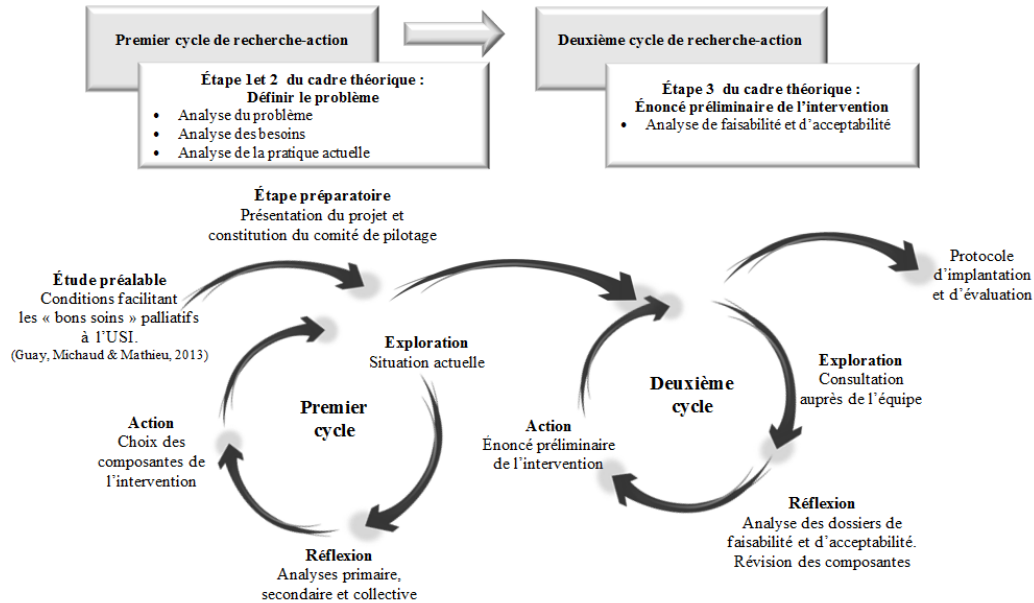 Premier cycle de recherche-action
Étape 1et 2 du cadre théorique :
Définir le problème
• Analyse du problème
• Analyse des besoins
• Analyse de la pratique actuelle
Deuxième cycle de recherche-action
Étape 3 du cadre théorique :
Énoncé préliminaire de l'intervention
• Analyse de faisabilité et d'acceptabilité
Étape préparatoire
Présentation du projet et
constitution du comité de pilotage
Étude préalable
Conditions facilitant
les « bons soins » palliatifs
à l'USI.
(Guay, Michaud & Mathieu, 2013)
Exploration
Situation actuelle
Premier
cycle
Action
Choix des
composantes de
l'intervention
Réflexion
Analyses primaire,
secondaire et collective
Protocole
d'implantation
et d'évaluation
Exploration
Consultation
auprès de l'équipe
Deuxième
cycle
Action
Énoncé préliminaire
de l'intervention
Réflexion
Analyse des dossiers de
faisabilité et d'acceptabilité.
Révision des composantes